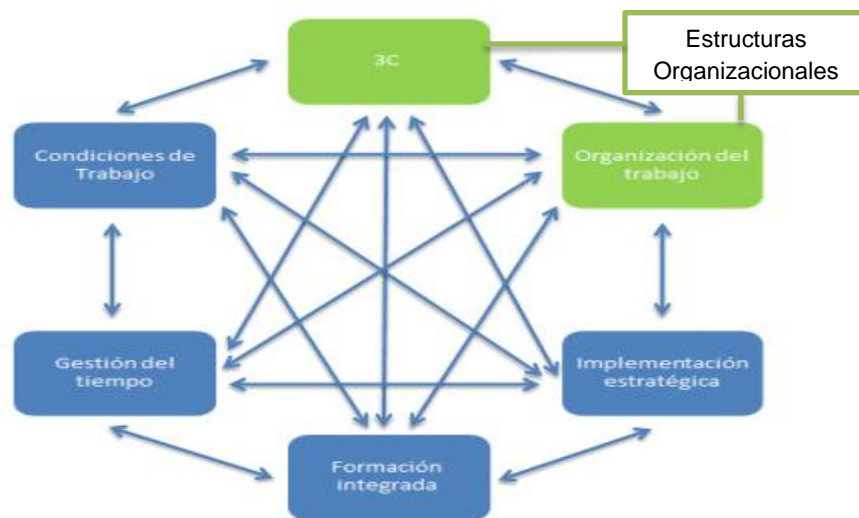 3C
Estructuras
Organizacionales
Condiciones de
Trabajo
Organización del
trabajo
Gestión del
tiempo
Implementación
estratégica
Formación
integrada